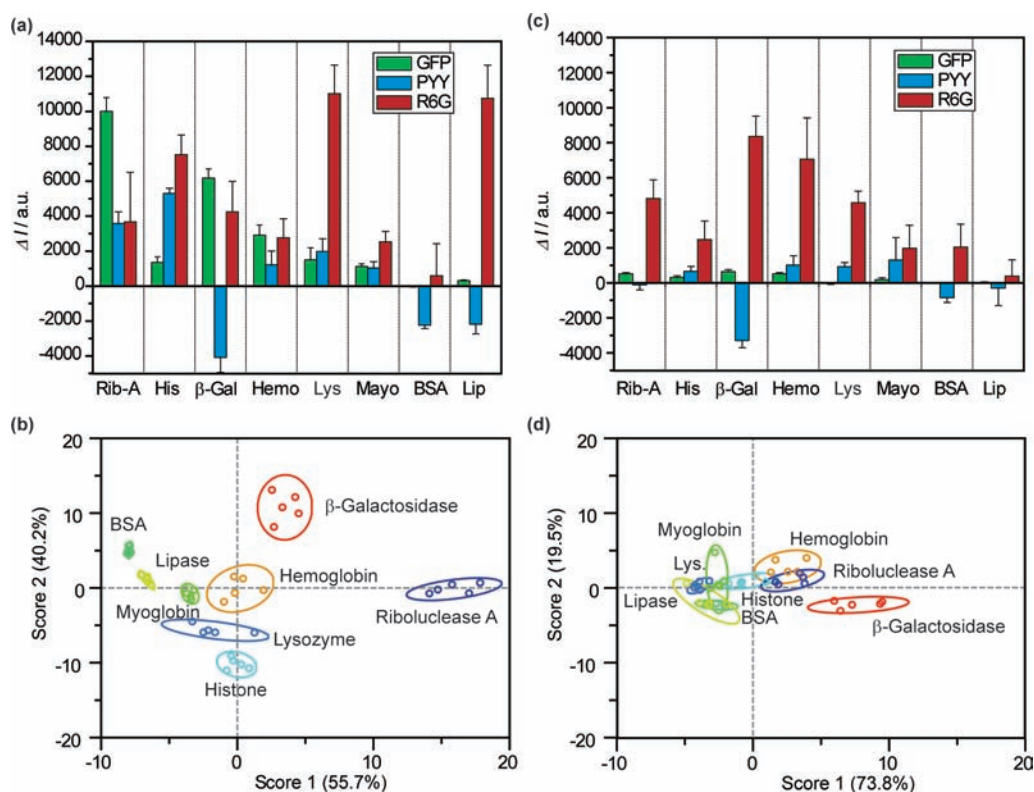 (a)
14000
12000
10000
8000
6000
4000
2000
0
-2000
-4000
ΔI / a.u.
GFP
PYY
R6G
Rib-A His β-Gal Hemo Lys Mayo BSA Lip
(c)
14000
12000
10000
8000
6000
4000
2000
0
-2000
-4000
ΔI / a.u.
GFP
PYY
R6G
Rib-A His β-Gal Hemo Lys Mayo BSA Lip
(b)
20
10
0
-10
-20
Score 2 (40.2%)
β-Galactosidase
BSA
Lipase
Hemoglobin
Myoglobin
Riboluclease A
Lysozyme
Histone
-10 0 10 20
Score 1 (55.7%)
(d)
20
10
0
-10
-20
Score 2 (19.5%)
Myoglobin
Hemoglobin
Lys.
Riboluclease A
Lipase
Histone
BSA
β-Galactosidase
-10 0 10 20
Score 1 (73.8%)